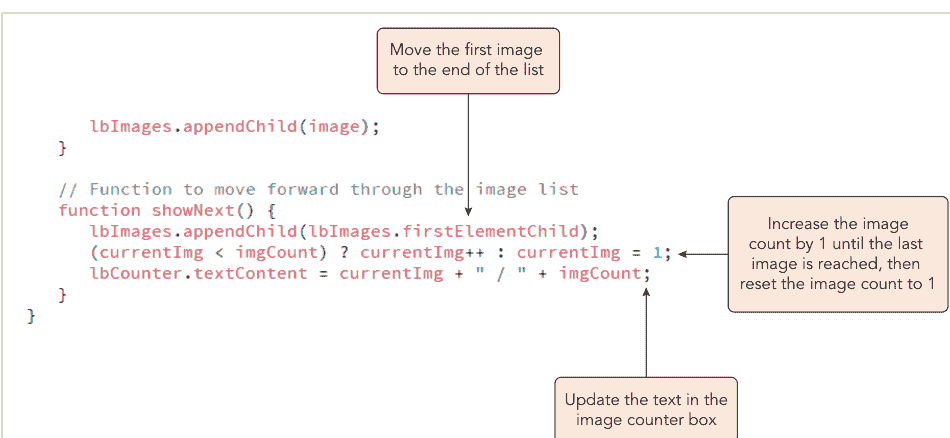 Move the first image
to the end of the list
lbImages.appendChild(image);
}
// Function to move forward through the image list
function showNext() {
lbImages.appendChild(lbImages.firstElementChild);
(currentImg < imgCount) ? currentImg++ : currentImg = 1;
lbCounter.textContent = currentImg + " / " + imgCount;
}
}
Increase the image
count by 1 until the last
image is reached, then
reset the image count to 1
Update the text in the
image counter box